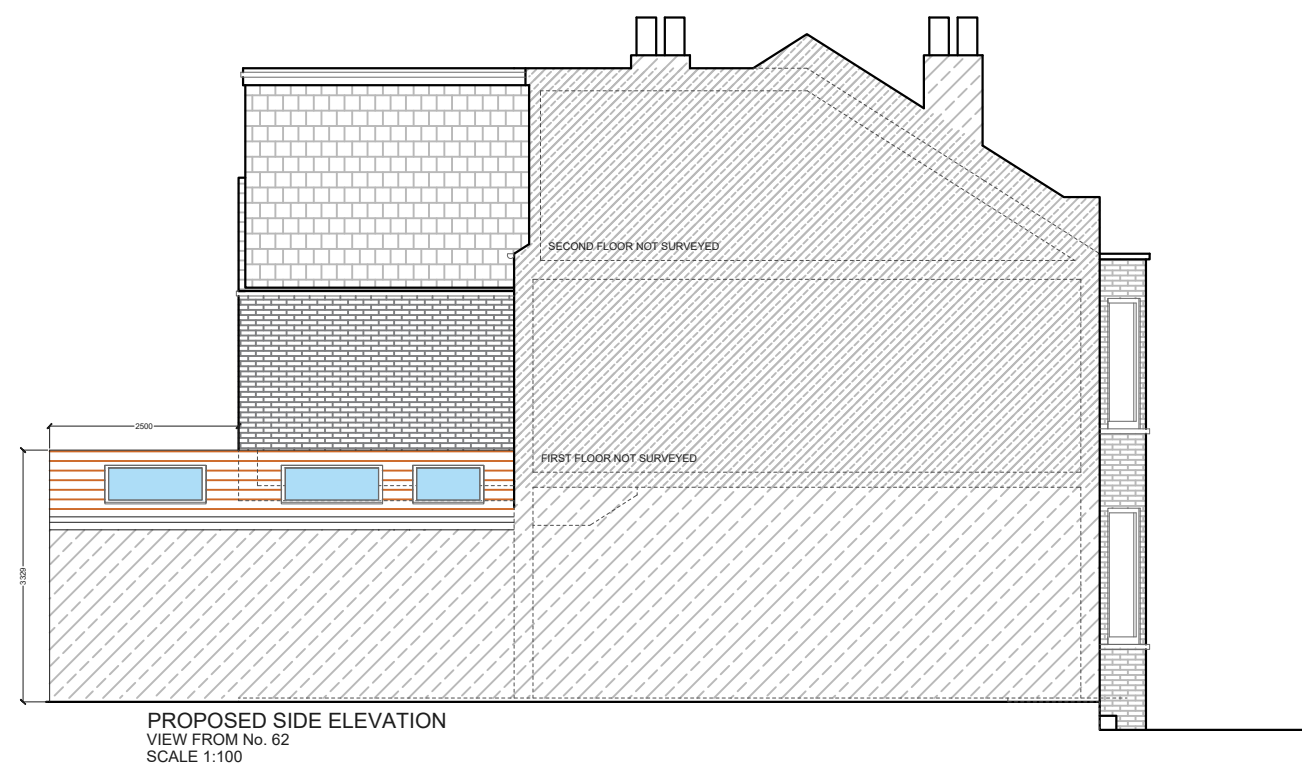 SECOND FLOOR NOT SURVEYED
2500
FIRST FLOOR NOT SURVEYED
3329
PROPOSED SIDE ELEVATION
VIEW FROM No. 62
SCALE 1:100